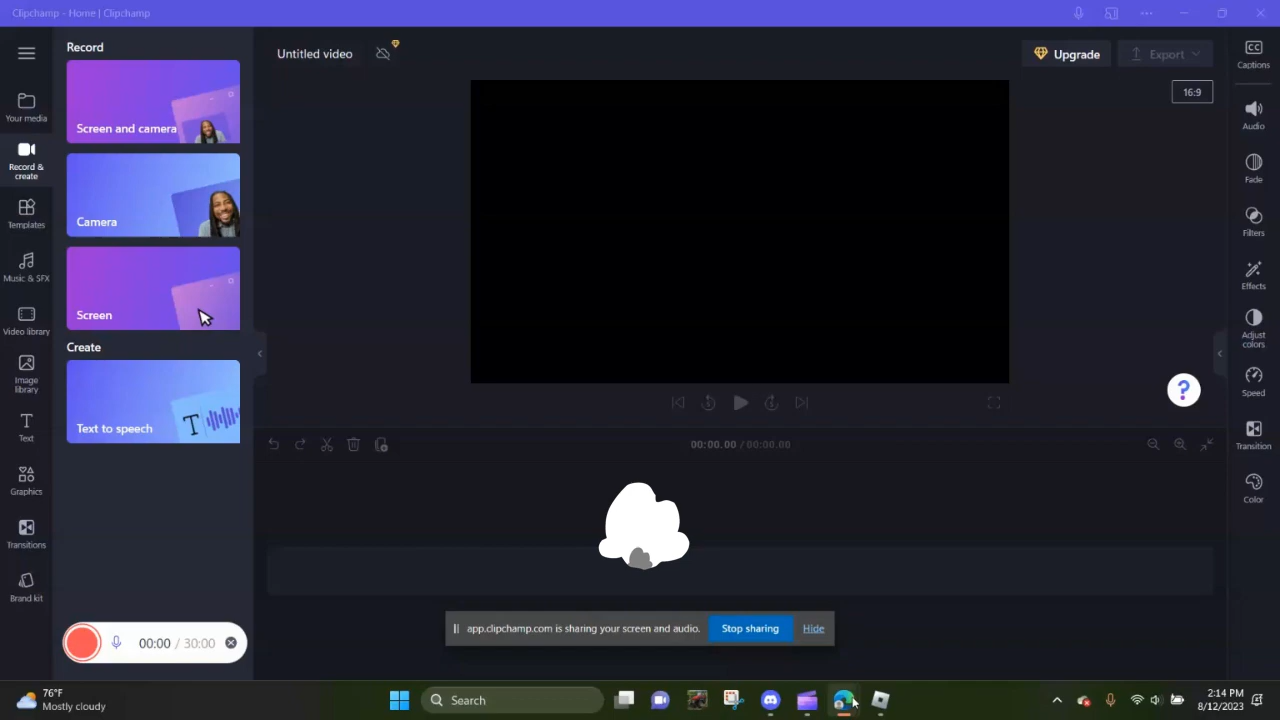 Clipchamp - Home | Clipchamp
Record
Screen and camera
Camera
Screen
Create
Text to speech
Your media
Record &
create
Templates
Music & SFX
Video library
Image
library
Text
Graphics
Transitions
Brand kit
00:00 / 30:00
Untitled video
Upgrade
Export
16:9
CC
Captions
Audio
Fade
Filters
Effects
Adjust
colors
Speed
Transition
Color
?
00:00.00 / 00:00.00
app.clipchamp.com is sharing your screen and audio.
Stop sharing
Hide
76°F
Mostly cloudy
Search
2:14 PM
8/12/2023